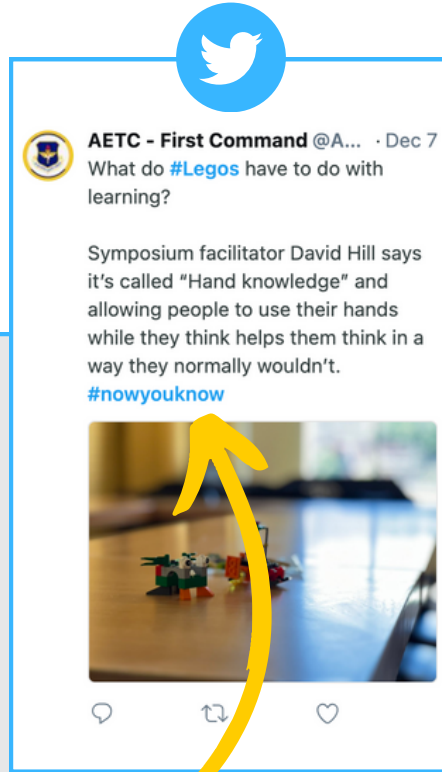 AETC - First Command @A... · Dec 7
What do #Legos have to do with
learning?
Symposium facilitator David Hill says
it's called “Hand knowledge” and
allowing people to use their hands
while they think helps them think in a
way they normally wouldn't.
#nowyouknow